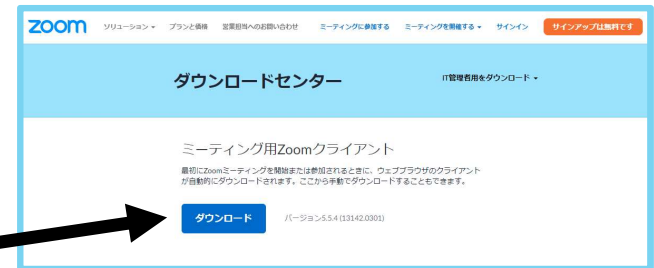 zoom ソリューション プランと価格 営業担当へのお問い合わせ ミーティングに参加する ミーティングを開催する サインイン サインアップは無料です
ダウンロードセンター IT管理者用をダウンロード
ミーティング用Zoomクライアント
最初にZoomミーティングを開始または参加されるときに、ウェブブラウザのクライアント
が自動的にダウンロードされます。ここから手動でダウンロードすることもできます。
ダウンロード バージョン5.5.4 (13142.0301)